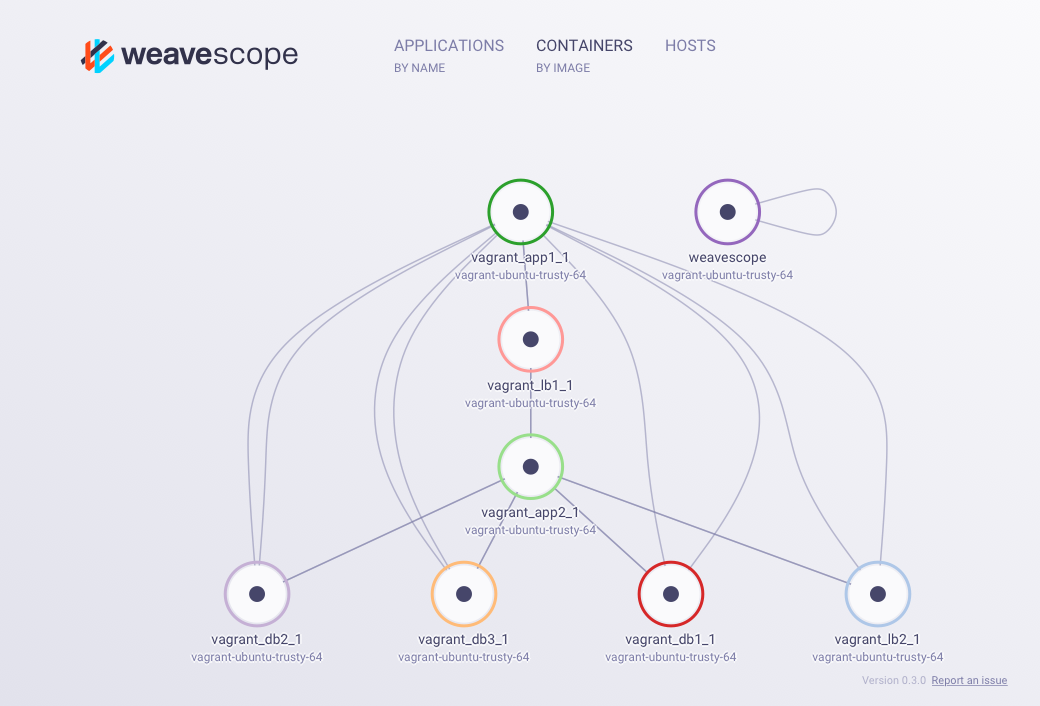 weavescope
APPLICATIONS CONTAINERS HOSTS
BY NAME BY IMAGE
vagrant_app1_1
vagrant-ubuntu-trusty-64
weavescope
vagrant-ubuntu-trusty-64
vagrant_lb1_1
vagrant-ubuntu-trusty-64
vagrant_app2_1
vagrant-ubuntu-trusty-64
vagrant_db2_1
vagrant-ubuntu-trusty-64
vagrant_db3_1
vagrant-ubuntu-trusty-64
vagrant_db1_1
vagrant-ubuntu-trusty-64
vagrant_lb2_1
vagrant-ubuntu-trusty-64
Version 0.3.0 Report an issue